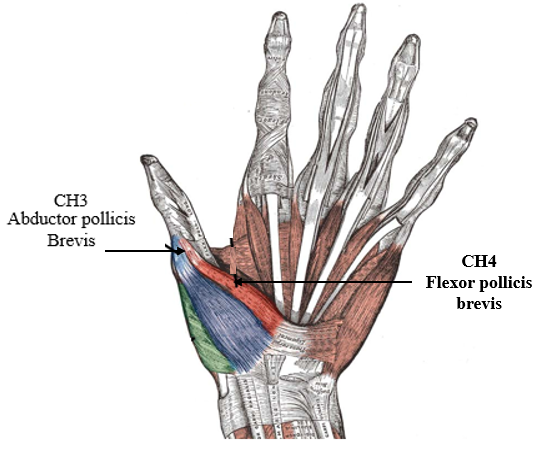 CH3
Abductor pollicis
Brevis
CH4
Flexor pollicis
brevis